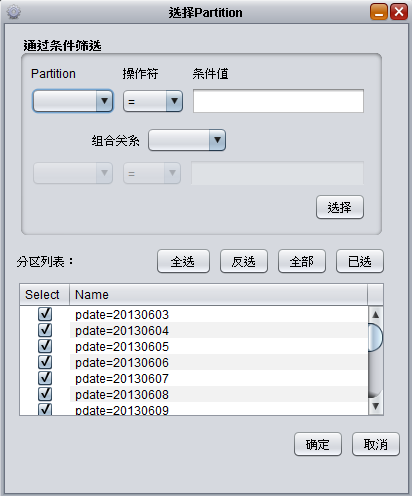 选择Partition
通过条件筛选
Partition 操作符 条件值
=
组合关系
=
选择
分区列表： 全选 反选 全部 已选
Select Name
pdate=20130603
pdate=20130604
pdate=20130605
pdate=20130606
pdate=20130607
pdate=20130608
pdate=20130609
确定 取消